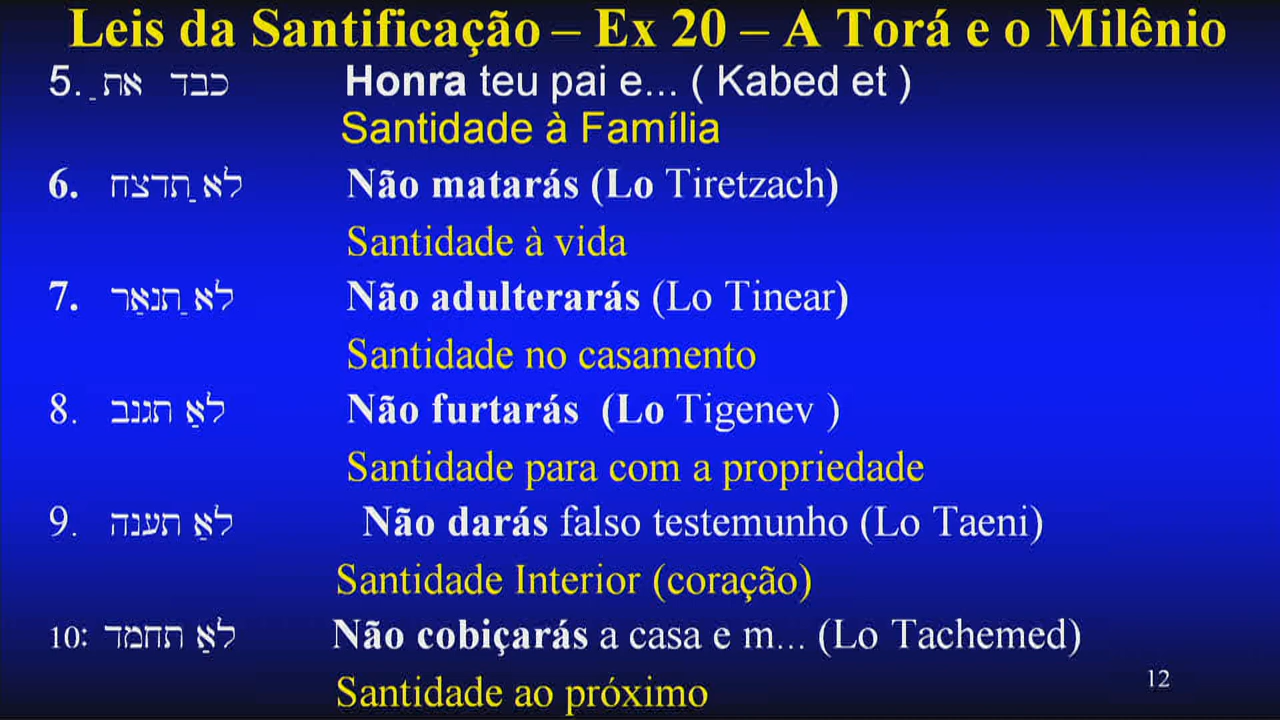 Leis da Santificação – Ex 20 – A Torá e o Milênio
5. כבד את Honra teu pai e... ( Kabed et )
Santidade à Família
6. לא תדצח Não matarás (Lo Tiretzach)
Santidade à vida
7. לא תנאר Não adulterarás (Lo Tinear)
Santidade no casamento
8. לא תגנב Não furtarás (Lo Tigenev )
Santidade para com a propriedade
9. לא תענה Não darás falso testemunho (Lo Taeni)
Santidade Interior (coração)
10: לא תחמד Não cobiçarás a casa e m... (Lo Tachemed)
12
Santidade ao próximo